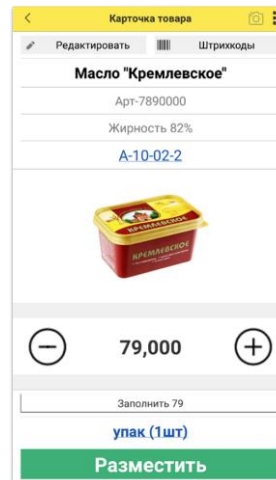 Карточка товара
Редактировать Штрихкоды
Масло "Кремлевское"
Арт-7890000
Жирность 82%
А-10-02-2
КРЕМЛЕВСКОЕ
КРЕМЛЕВСКОЕ
79,000
Заполнить 79
упак (1шт)
Разместить